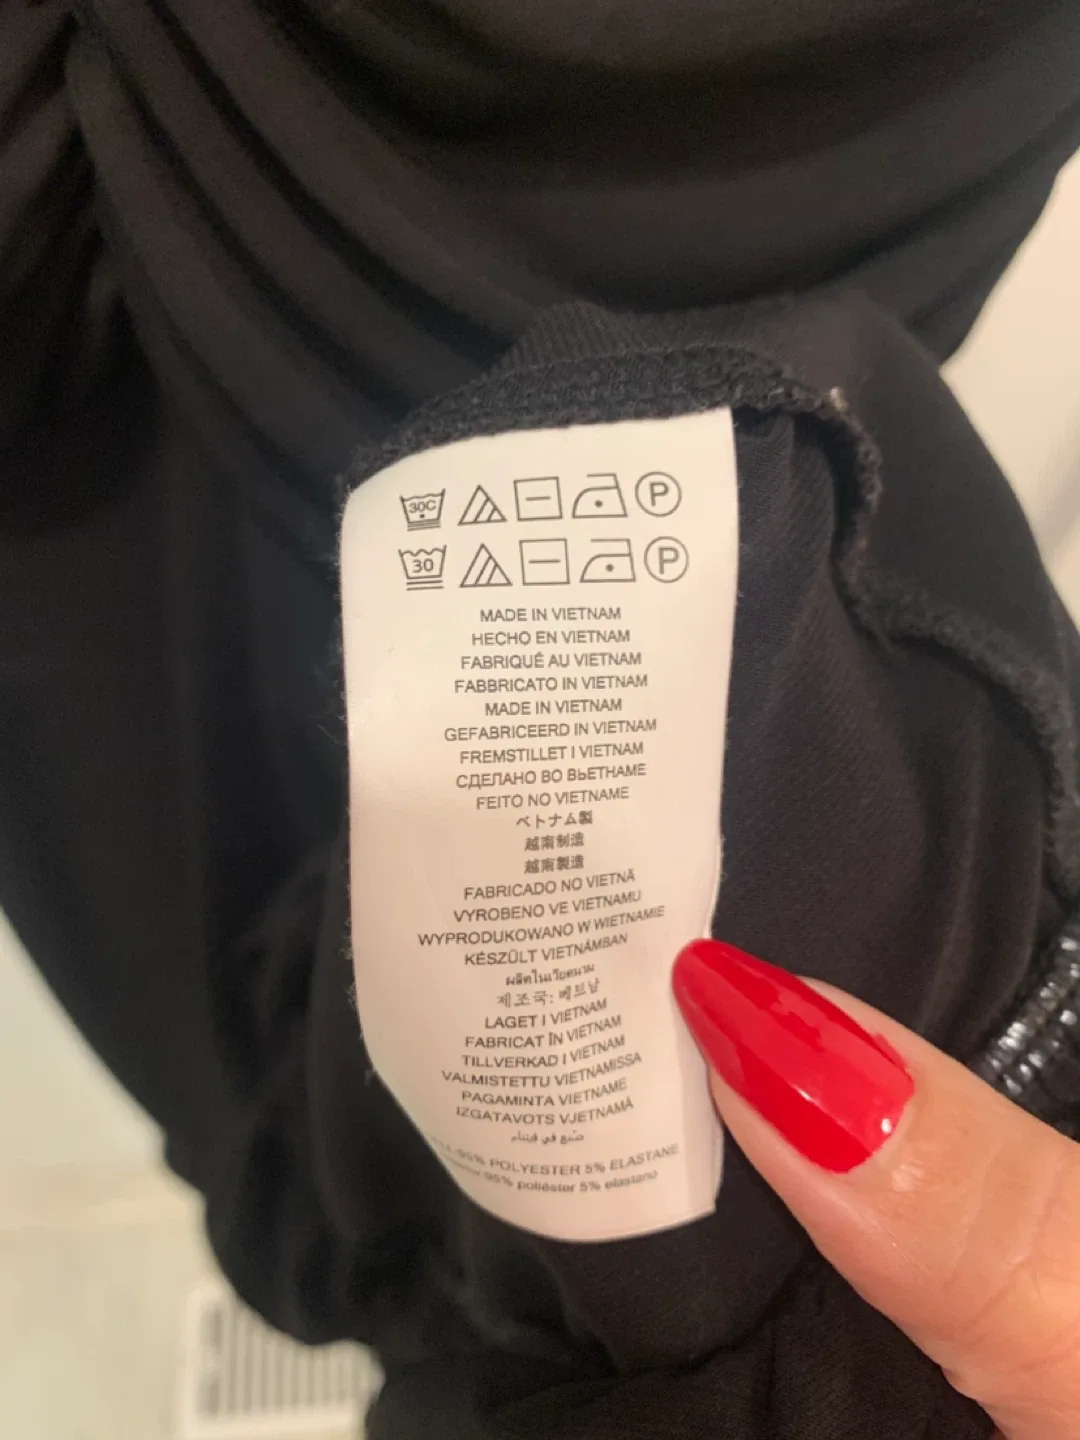 30C P
30 P
MADE IN VIETNAM
HECHO EN VIETNAM
FABRIQUÉ AU VIETNAM
FABBRICATO IN VIETNAM
MADE IN VIETNAM
GEFABRICEERD IN VIETNAM
FREMSTILLET I VIETNAM
СДЕЛАНО ВО ВЬЕТНАМЕ
FEITO NO VIETNAME
ベトナム製
越南制造
越南製造
FABRICADO NO VIETNÃ
VYROBENO VE VIETNAMU
WYPRODUKOWANO W WIETNAMIE
KÉSZÜLT VIETNÁMBAN
ผลิตในเวียดนาม
제조국: 베트남
LAGET I VIETNAM
FABRICAT ÎN VIETNAM
TILLVERKAD I VIETNAM
VALMISTETTU VIETNAMISSA
PAGAMINTA VIETNAME
IZGATAVOTS VJETNAMĀ
صنع في فيتنام
95% POLYESTER 5% ELASTANE
95% poliéster 5% elastano